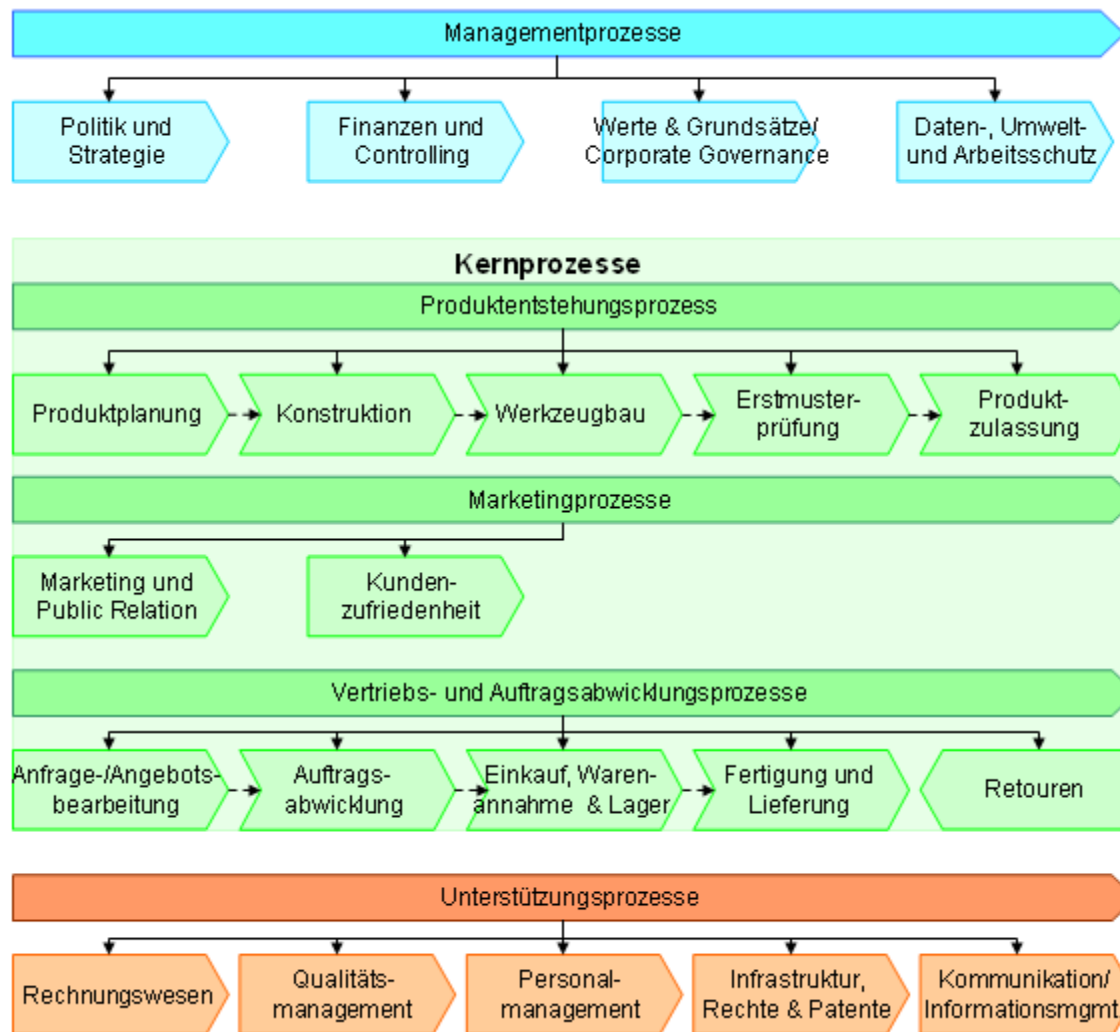 Managementprozesse
Politik und
Strategie
Finanzen und
Controlling
Werte & Grundsätze/
Corporate Governance
Daten-, Umwelt-
und Arbeitsschutz
Kernprozesse
Produktentstehungsprozess
Produktplanung
Konstruktion
Werkzeugbau
Erstmuster-
prüfung
Produkt-
zulassung
Marketingprozesse
Marketing und
Public Relation
Kunden-
zufriedenheit
Vertriebs- und Auftragsabwicklungsprozesse
Anfrage-/Angebots-
bearbeitung
Auftrags-
abwicklung
Einkauf, Waren-
annahme & Lager
Fertigung und
Lieferung
Retouren
Unterstützungsprozesse
Rechnungswesen
Qualitäts-
management
Personal-
management
Infrastruktur,
Rechte & Patente
Kommunikation/
Informationsmgmt